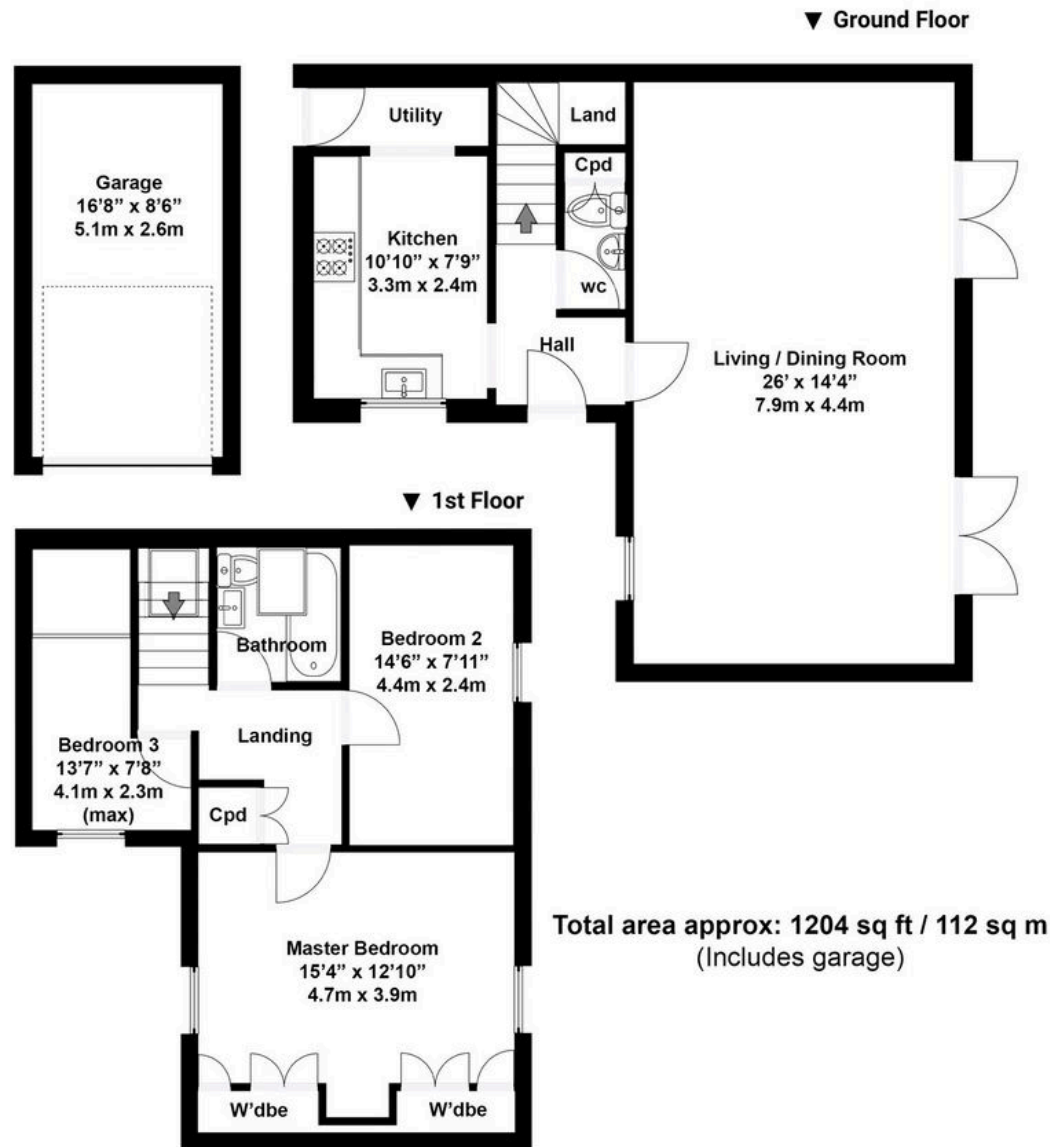 ▼ Ground Floor
Garage
16’8” x 8’6”
5.1m x 2.6m
Utility
Land
Cpd
Kitchen
10’10” x 7’9”
3.3m x 2.4m
wc
Hall
Living / Dining Room
26’ x 14’4”
7.9m x 4.4m
▼ 1st Floor
Bathroom
Bedroom 2
14’6” x 7’11”
4.4m x 2.4m
Landing
Bedroom 3
13’7” x 7’8”
4.1m x 2.3m
(max)
Cpd
Master Bedroom
15’4” x 12’10”
4.7m x 3.9m
W’dbe
W’dbe
Total area approx: 1204 sq ft / 112 sq m
(Includes garage)